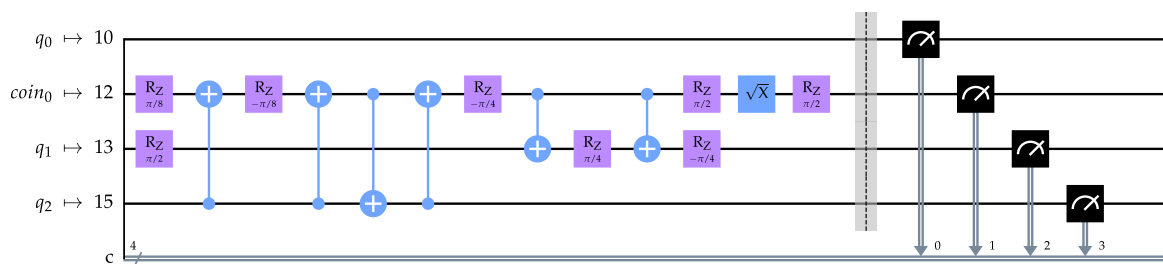 q₀ ↦ 10
coin₀ ↦ 12 R_Z π/8 R_Z −π/8 R_Z −π/4 R_Z π/2 √X R_Z π/2
q₁ ↦ 13 R_Z π/2 R_Z π/4 R_Z −π/4
q₂ ↦ 15
4 0 1 2 3
c